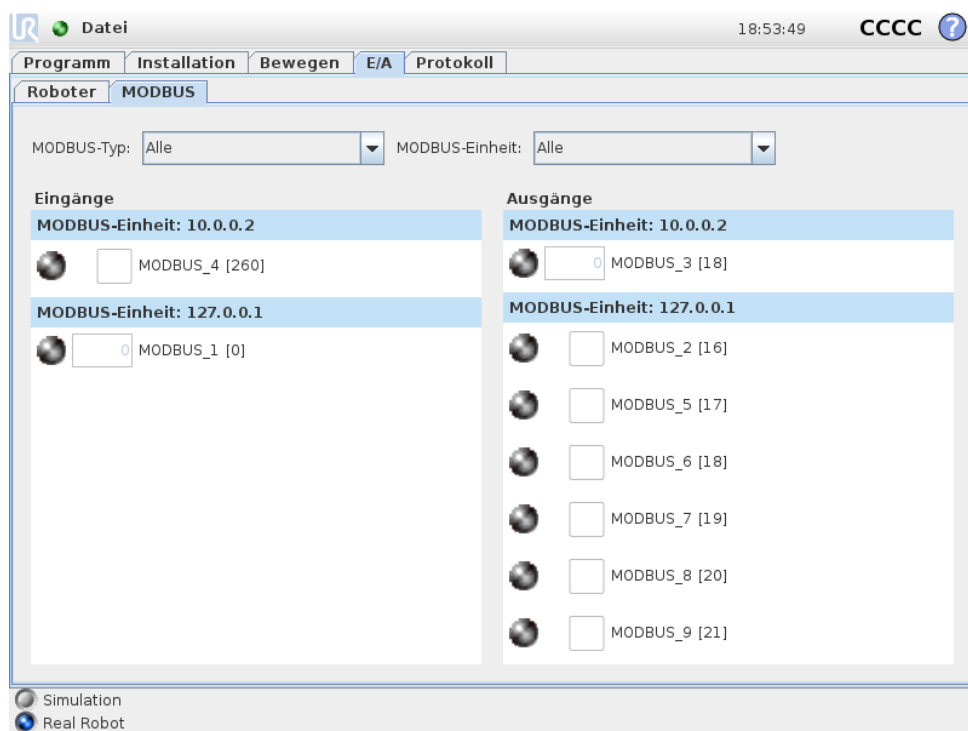 UR Datei 18:53:49 CCCC ?
Programm Installation Bewegen E/A Protokoll
Roboter MODBUS
MODBUS-Typ: Alle MODBUS-Einheit: Alle
Eingänge
MODBUS-Einheit: 10.0.0.2
MODBUS_4 [260]
MODBUS-Einheit: 127.0.0.1
0 MODBUS_1 [0]
Ausgänge
MODBUS-Einheit: 10.0.0.2
0 MODBUS_3 [18]
MODBUS-Einheit: 127.0.0.1
MODBUS_2 [16]
MODBUS_5 [17]
MODBUS_6 [18]
MODBUS_7 [19]
MODBUS_8 [20]
MODBUS_9 [21]
Simulation
Real Robot